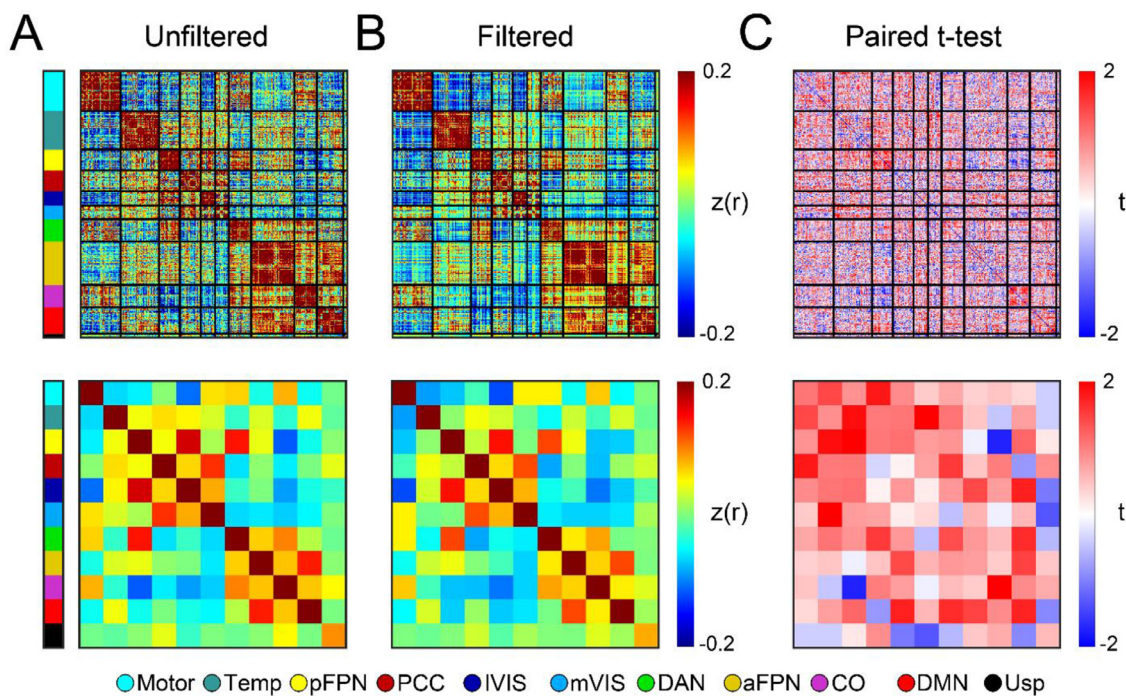 A
Unfiltered
B
Filtered
C
Paired t-test
0.2
z(r)
-0.2
2
t
-2
0.2
z(r)
-0.2
2
t
-2
Motor Temp pFPN PCC lVIS mVIS DAN aFPN CO DMN Usp